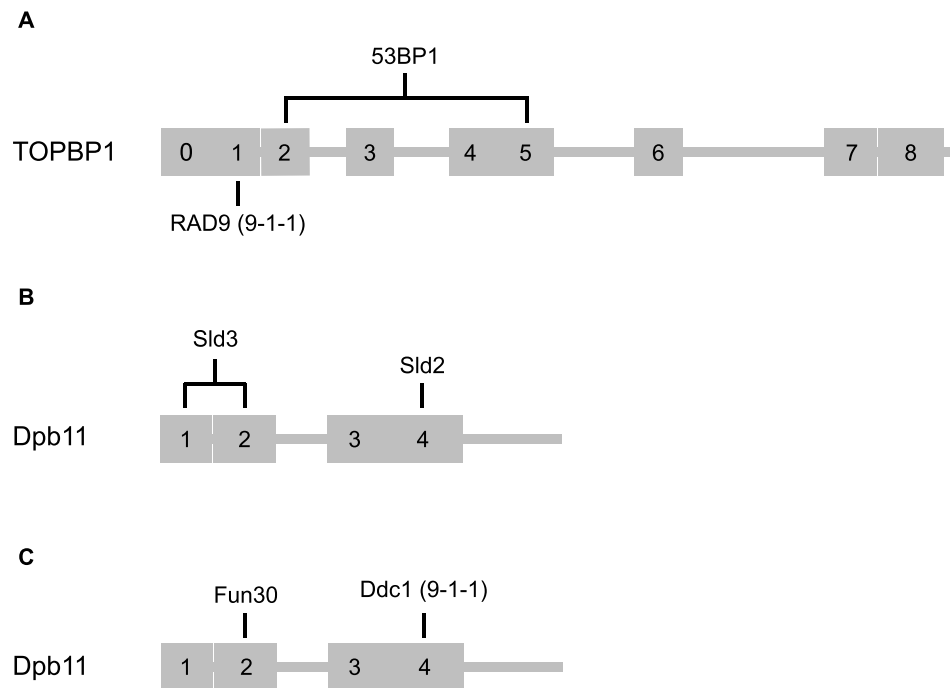 A
53BP1
TOPBP1 0 1 2 3 4 5 6 7 8
RAD9 (9-1-1)
B
Sld3
Sld2
Dpb11 1 2 3 4
C
Fun30 Ddc1 (9-1-1)
Dpb11 1 2 3 4